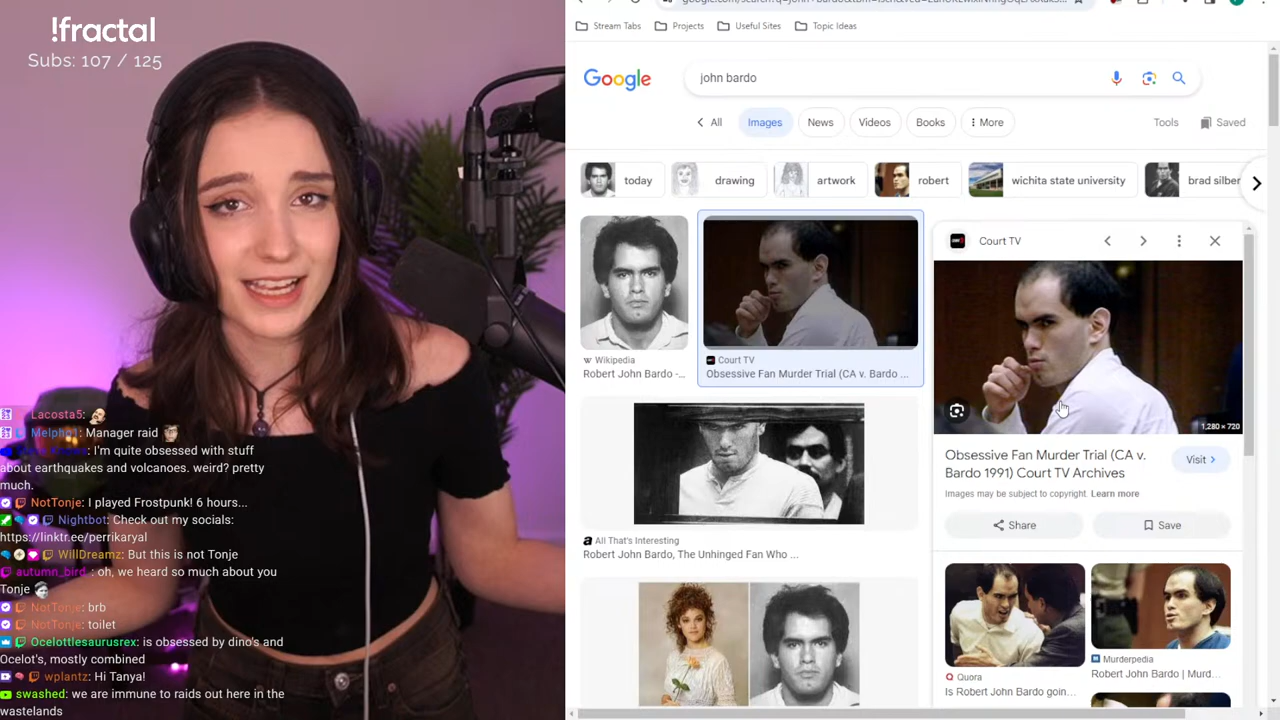 !fractal
Subs: 107 / 125
Lacosta5:
Melpho: Manager raid
I'm quite obsessed with stuff
about earthquakes and volcanoes. weird? pretty
much.
NotTonje: I played Frostpunk! 6 hours...
Nightbot: Check out my socials:
https://linktr.ee/perrikaryal
WillDreamz: But this is not Tonje
autumn_bird_: oh, we heard so much about you
Tonje
NotTonje: brb
NotTonje: toilet
Ocelottlesaurusrex: is obsessed by dino's and
Ocelot's, mostly combined
wplantz: Hi Tanya!
swashed: we are immune to raids out here in the
wastelands
Stream Tabs Projects Useful Sites Topic Ideas
Google
john bardo
All Images News Videos Books More Tools Saved
today drawing artwork robert wichita state university brad silber
Court TV
W Wikipedia
Robert John Bardo -...
Court TV
Obsessive Fan Murder Trial (CA v. Bardo ...
1,280 × 720
Obsessive Fan Murder Trial (CA v.
Bardo 1991) Court TV Archives
Visit
Images may be subject to copyright. Learn more
Share Save
a All That's Interesting
Robert John Bardo, The Unhinged Fan Who ...
Q Quora
Is Robert John Bardo goin...
M Murderpedia
Robert John Bardo | Murd...